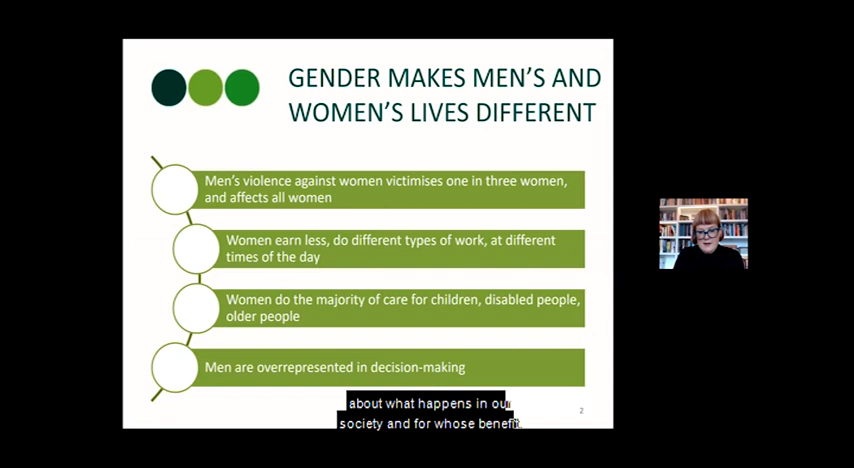 GENDER MAKES MEN'S AND
WOMEN'S LIVES DIFFERENT
Men's violence against women victimises one in three women,
and affects all women
Women earn less, do different types of work, at different
times of the day
Women do the majority of care for children, disabled people,
older people
Men are overrepresented in decision-making
about what happens in our
society and for whose benefit.
2